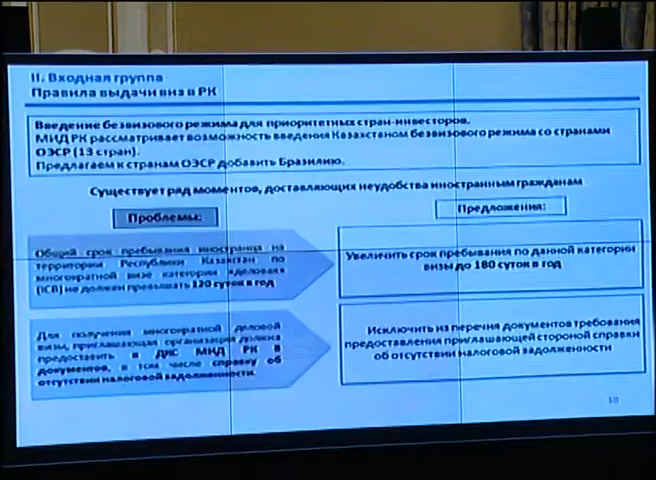 II. Входная группа
Правила выдачи виз в РК
Введение безвизового режима для приоритетных стран-инвесторов.
МИД РК рассматривает возможность введения Казахстаном безвизового режима со странами
ОЭСР (13 стран).
Предлагаем к странам ОЭСР добавить Бразилию.
Существует ряд моментов, доставляющих неудобства иностранным гражданам
Проблемы:
Предложения:
Общий срок пребывания иностранца на
территории Республики Казахстан по
многократной визе категории «деловая»
не должен превышать 120 суток в год
Увеличить срок пребывания по данной категории
визы до 180 суток в год
Для получения многократной деловой
визы, приглашающая организация должна
предоставить в ДКС МИД РК 8
документов, в том числе справку об
отсутствии налоговой задолженности.
Исключить из перечня документов требования
предоставления приглашающей стороной справки
об отсутствии налоговой задолженности
10